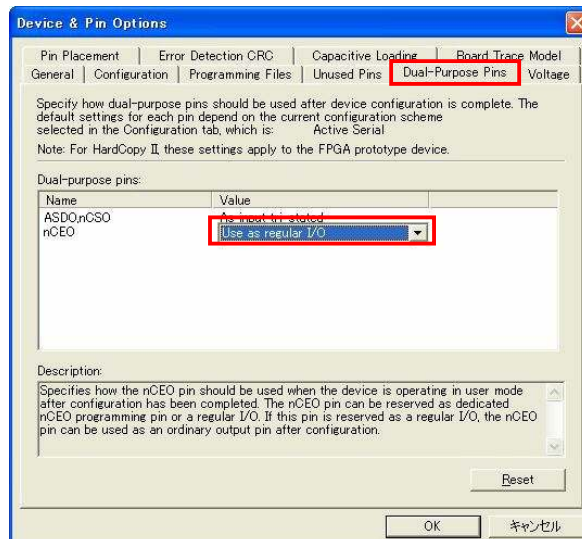 Device & Pin Options
Pin Placement Error Detection CRC Capacitive Loading Board Trace Model
General Configuration Programming Files Unused Pins Dual-Purpose Pins Voltage
Specify how dual-purpose pins should be used after device configuration is complete. The
default settings for each pin depend on the current configuration scheme
selected in the Configuration tab, which is: Active Serial
Note: For HardCopy II, these settings apply to the FPGA prototype device.
Dual-purpose pins:
Name Value
ASDO,nCSO As input tri-stated
nCEO Use as regular I/O
Description:
Specifies how the nCEO pin should be used when the device is operating in user mode
after configuration has been completed. The nCEO pin can be reserved as dedicated
nCEO programming pin or a regular I/O. If this pin is reserved as a regular I/O, the nCEO
pin can be used as an ordinary output pin after configuration.
Reset
OK キャンセル